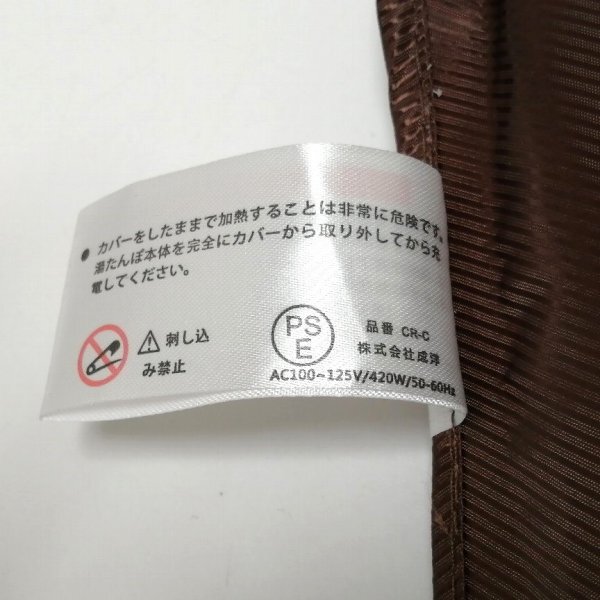 ● カバーをしたままで加熱することは非常に危険です。
湯たんぽ本体を完全にカバーから取り外してから充
電してください。
⚠ 刺し込
み禁止
PS
E
品番 CR-C
株式会社成洋
AC100~125V/420W/50-60Hz